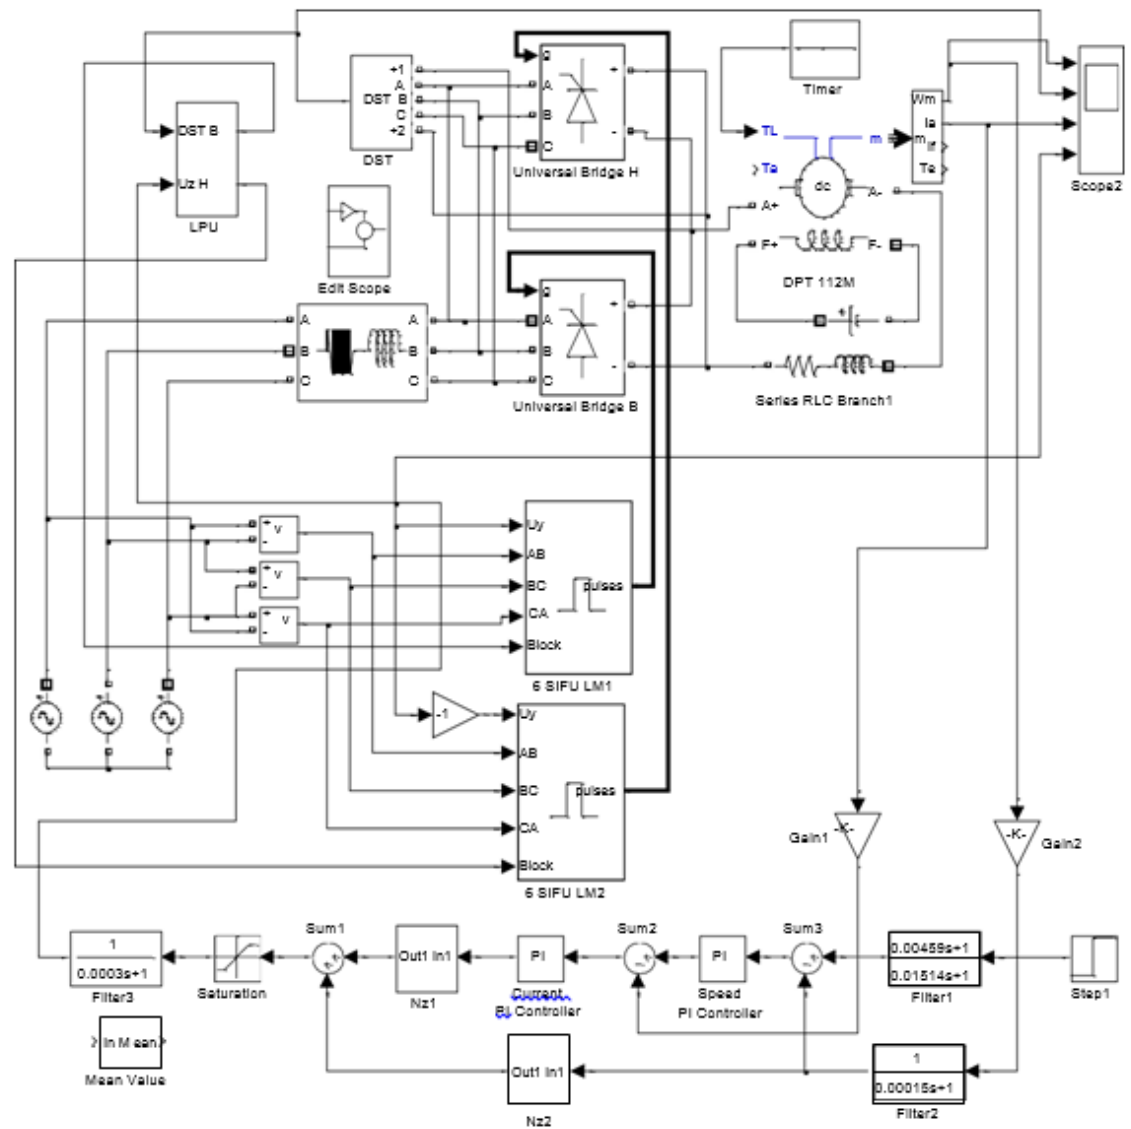 DST B
Uz H
LPU
+1
A
DST B
C
+2
DST
g
A
B
C
+
-
Universal Bridge H
Timer
TL
Te
m
dc
A+
A-
F+
F-
DPT 112M
m
Wm
Ia
If
Te
Scope2
Edit Scope
A
B
C
A
B
C
g
A
B
C
+
-
Universal Bridge B
Series RLC Branch1
+
-
v
+
-
v
+
-
v
Uy
AB
BC
CA
Block
pulses
6 SIFU LM1
-1
Uy
AB
BC
CA
Block
pulses
6 SIFU LM2
-K-
Gain1
-K-
Gain2
1
0.0003s+1
Filter3
Saturation
Sum1
Out1 In1
Nz1
PI
Current
PI Controller
Sum2
PI
Speed
PI Controller
Sum3
0.00459s+1
0.01514s+1
Filter1
Step1
In Mean
Mean Value
Out1 In1
Nz2
1
0.00015s+1
Filter2